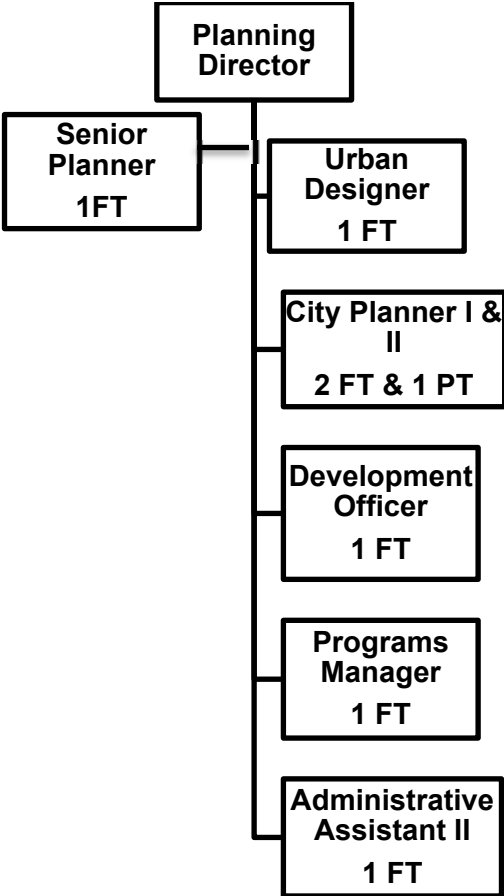 Planning
Director
Senior
Planner
1FT
Urban
Designer
1 FT
City Planner I &
II
2 FT & 1 PT
Development
Officer
1 FT
Programs
Manager
1 FT
Administrative
Assistant II
1 FT